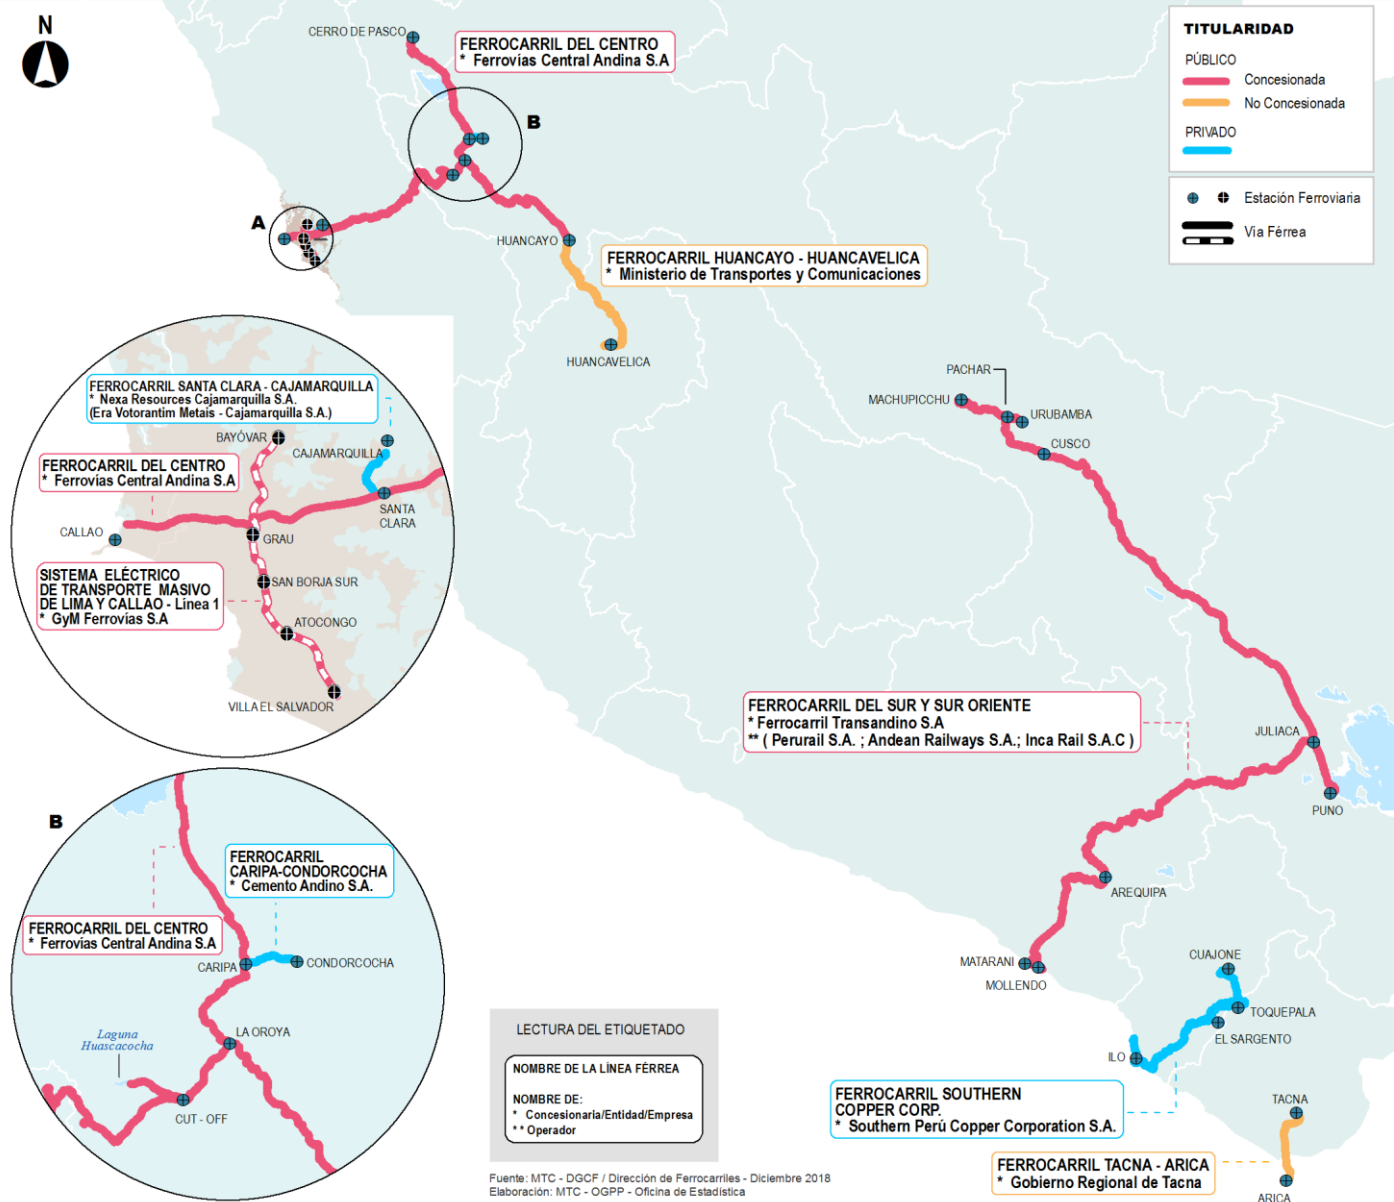 N
CERRO DE PASCO
FERROCARRIL DEL CENTRO
* Ferrovías Central Andina S.A
B
A
HUANCAYO
FERROCARRIL HUANCAYO - HUANCAVELICA
* Ministerio de Transportes y Comunicaciones
HUANCAVELICA
TITULARIDAD
PÚBLICO
Concesionada
No Concesionada
PRIVADO
Estación Ferroviaria
Via Férrea
FERROCARRIL SANTA CLARA - CAJAMARQUILLA
* Nexa Resources Cajamarquilla S.A.
(Era Votorantim Metais - Cajamarquilla S.A.)
BAYÓVAR
CAJAMARQUILLA
FERROCARRIL DEL CENTRO
* Ferrovías Central Andina S.A
SANTA
CLARA
CALLAO
GRAU
SISTEMA ELÉCTRICO
DE TRANSPORTE MASIVO
DE LIMA Y CALLAO - Línea 1
* GyM Ferrovías S.A
SAN BORJA SUR
ATOCONGO
VILLA EL SALVADOR
PACHAR
MACHUPICCHU
URUBAMBA
CUSCO
FERROCARRIL DEL SUR Y SUR ORIENTE
* Ferrocarril Transandino S.A
** ( Perurail S.A. ; Andean Railways S.A.; Inca Rail S.A.C )
JULIACA
PUNO
AREQUIPA
MATARANI
MOLLENDO
CUAJONE
TOQUEPALA
EL SARGENTO
ILO
FERROCARRIL SOUTHERN
COPPER CORP.
* Southern Perú Copper Corporation S.A.
TACNA
FERROCARRIL TACNA - ARICA
* Gobierno Regional de Tacna
ARICA
B
FERROCARRIL
CARIPA-CONDORCOCHA
* Cemento Andino S.A.
FERROCARRIL DEL CENTRO
* Ferrovías Central Andina S.A
CARIPA
CONDORCOCHA
LA OROYA
Laguna
Huascacocha
CUT - OFF
LECTURA DEL ETIQUETADO
NOMBRE DE LA LÍNEA FÉRREA
NOMBRE DE:
* Concesionaria/Entidad/Empresa
** Operador
Fuente: MTC - DGCF / Dirección de Ferrocarriles - Diciembre 2018
Elaboración: MTC - OGPP - Oficina de Estadística